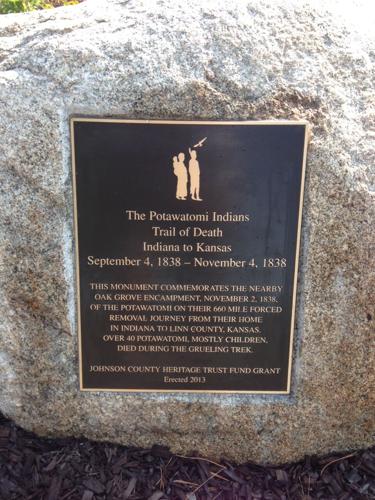 The Potawatomi Indians
Trail of Death
Indiana to Kansas
September 4, 1838 – November 4, 1838
THIS MONUMENT COMMEMORATES THE NEARBY
OAK GROVE ENCAMPMENT, NOVEMBER 2, 1838,
OF THE POTAWATOMI ON THEIR 660 MILE FORCED
REMOVAL JOURNEY FROM THEIR HOME
IN INDIANA TO LINN COUNTY, KANSAS.
OVER 40 POTAWATOMI, MOSTLY CHILDREN,
DIED DURING THE GRUELING TREK.
JOHNSON COUNTY HERITAGE TRUST FUND GRANT
Erected 2013